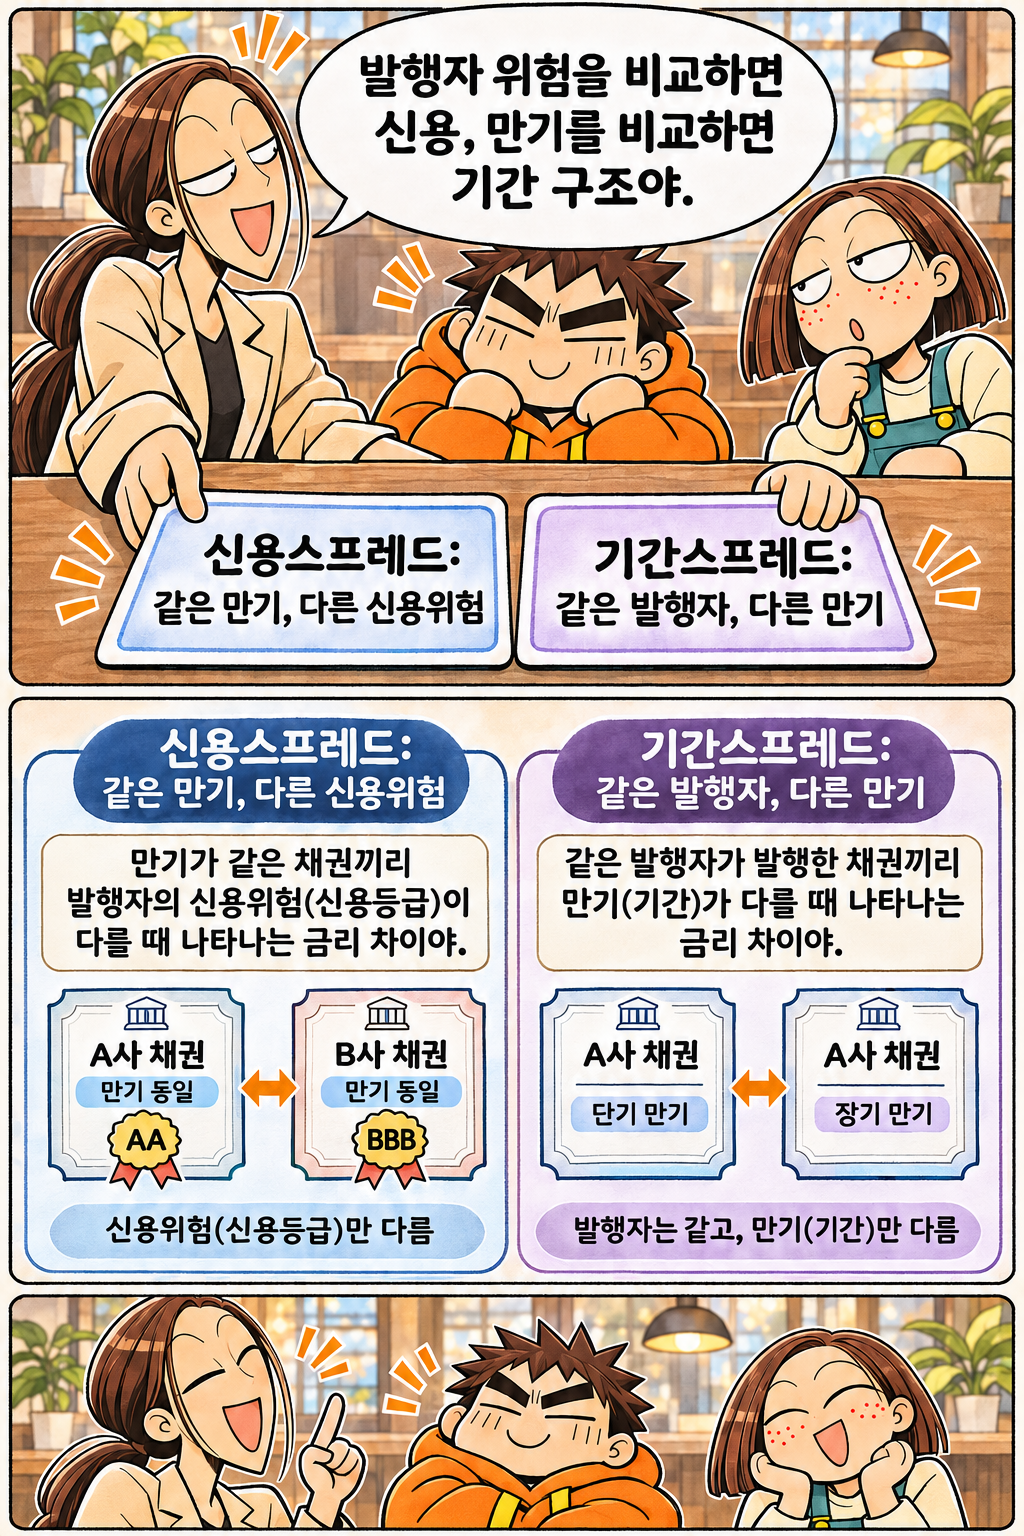 발행자 위험을 비교하면
신용, 만기를 비교하면
기간 구조야.
신용스프레드:
같은 만기, 다른 신용위험
기간스프레드:
같은 발행자, 다른 만기
신용스프레드:
같은 만기, 다른 신용위험
만기가 같은 채권끼리
발행자의 신용위험(신용등급)이
다를 때 나타나는 금리 차이야.
A사 채권
만기 동일
AA
B사 채권
만기 동일
BBB
신용위험(신용등급)만 다름
기간스프레드:
같은 발행자, 다른 만기
같은 발행자가 발행한 채권끼리
만기(기간)가 다를 때 나타나는
금리 차이야.
A사 채권
단기 만기
A사 채권
장기 만기
발행자는 같고, 만기(기간)만 다름